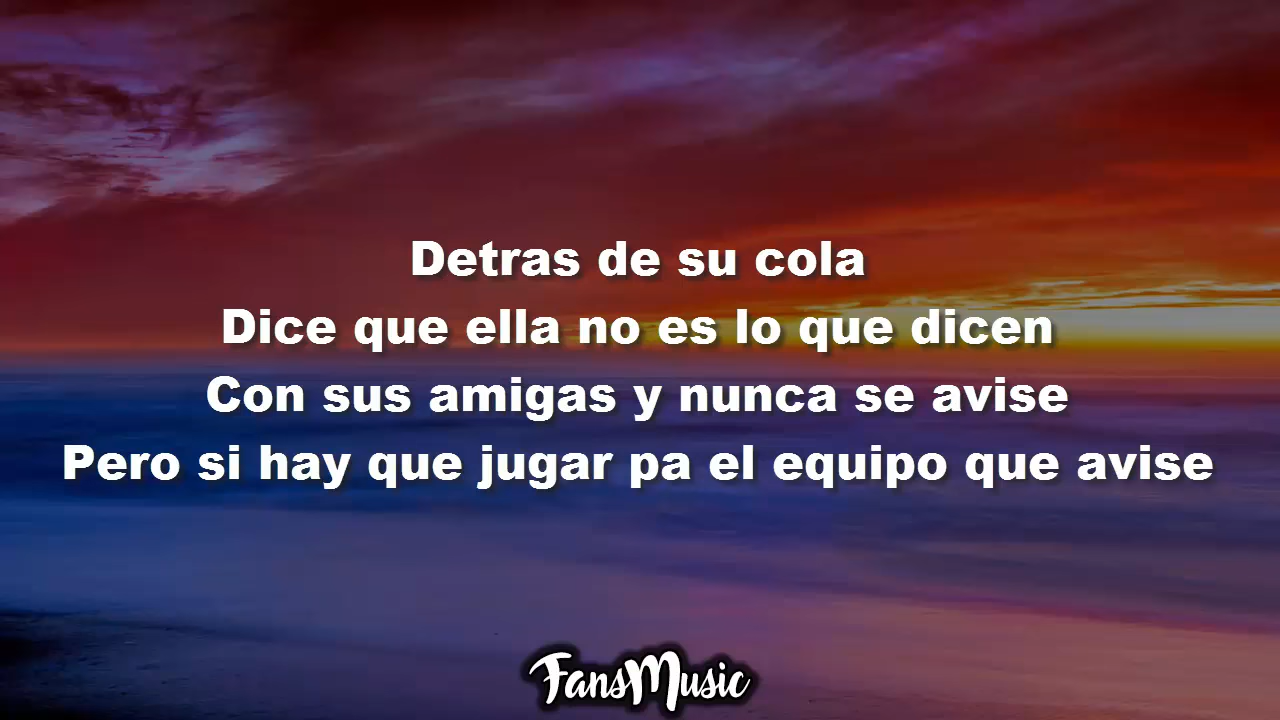 Detras de su cola
Dice que ella no es lo que dicen
Con sus amigas y nunca se avise
Pero si hay que jugar pa el equipo que avise
FansMusic